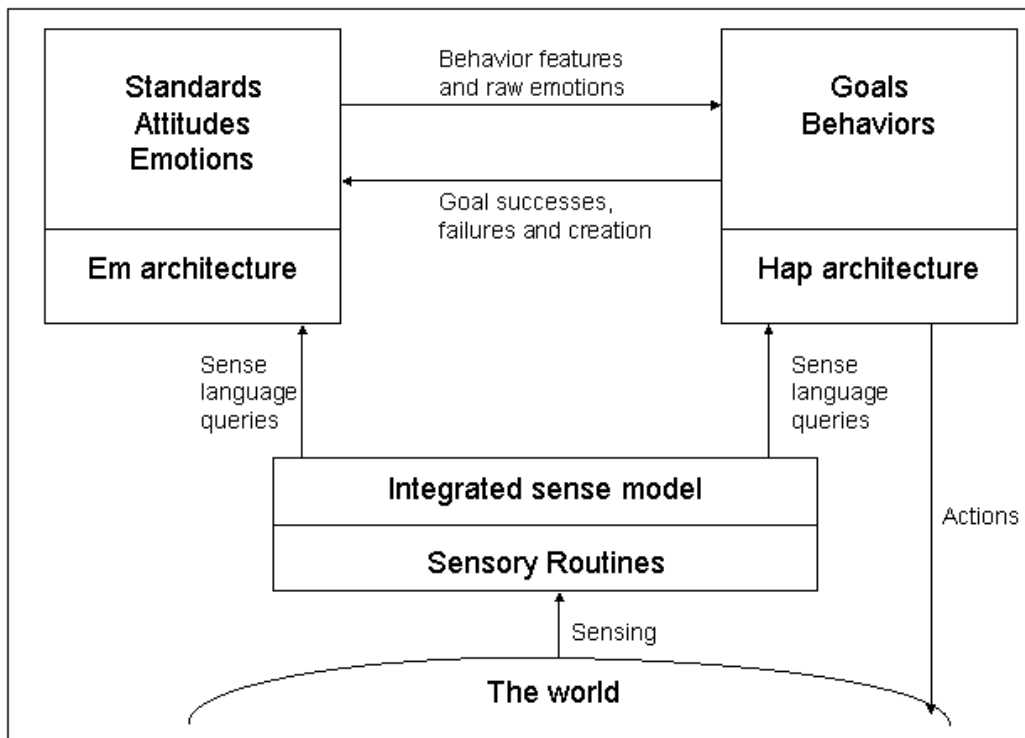 Standards
Attitudes
Emotions
Em architecture
Behavior features
and raw emotions
Goal successes,
failures and creation
Goals
Behaviors
Hap architecture
Sense
language
queries
Sense
language
queries
Integrated sense model
Sensory Routines
Actions
Sensing
The world